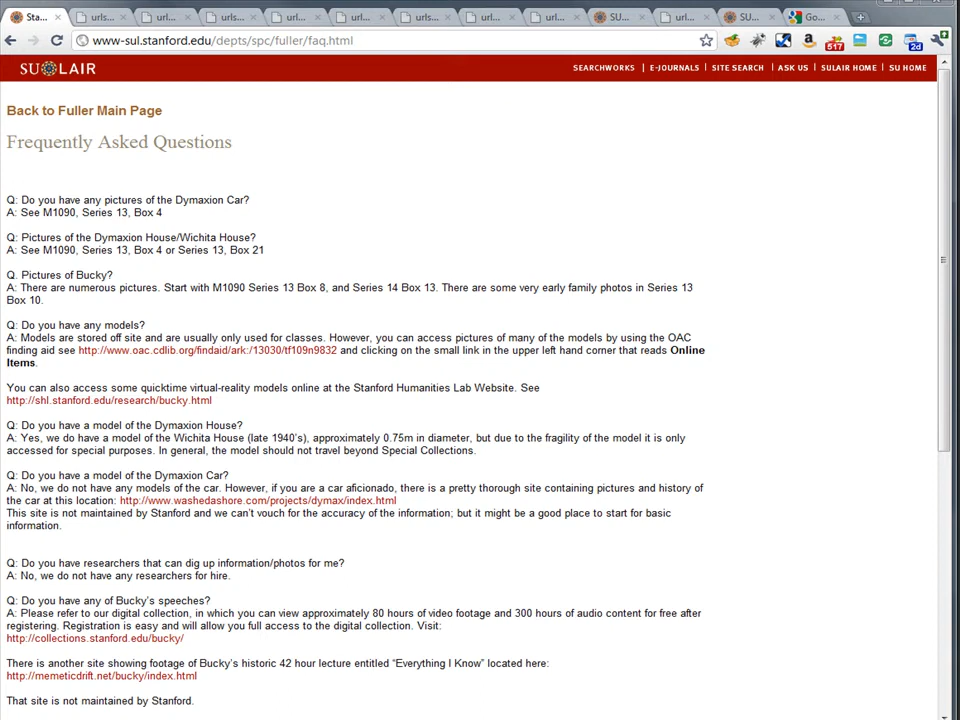 Sta...
urls...
url...
urls...
url...
url...
urls...
url...
url...
SU...
url...
SU...
Go...
www-sul.stanford.edu/depts/spc/fuller/faq.html
517
2d
SULAIR
SEARCHWORKS | E-JOURNALS | SITE SEARCH | ASK US | SULAIR HOME | SU HOME
Back to Fuller Main Page
Frequently Asked Questions
Q: Do you have any pictures of the Dymaxion Car?
A: See M1090, Series 13, Box 4
Q: Pictures of the Dymaxion House/Wichita House?
A: See M1090, Series 13, Box 4 or Series 13, Box 21
Q. Pictures of Bucky?
A: There are numerous pictures. Start with M1090 Series 13 Box 8, and Series 14 Box 13. There are some very early family photos in Series 13
Box 10.
Q: Do you have any models?
A: Models are stored off site and are usually only used for classes. However, you can access pictures of many of the models by using the OAC
finding aid see http://www.oac.cdlib.org/findaid/ark:/13030/tf109n9832 and clicking on the small link in the upper left hand corner that reads Online
Items.
You can also access some quicktime virtual-reality models online at the Stanford Humanities Lab Website. See
http://shl.stanford.edu/research/bucky.html
Q: Do you have a model of the Dymaxion House?
A: Yes, we do have a model of the Wichita House (late 1940's), approximately 0.75m in diameter, but due to the fragility of the model it is only
accessed for special purposes. In general, the model should not travel beyond Special Collections.
Q: Do you have a model of the Dymaxion Car?
A: No, we do not have any models of the car. However, if you are a car aficionado, there is a pretty thorough site containing pictures and history of
the car at this location: http://www.washedashore.com/projects/dymax/index.html
This site is not maintained by Stanford and we can't vouch for the accuracy of the information; but it might be a good place to start for basic
information.
Q: Do you have researchers that can dig up information/photos for me?
A: No, we do not have any researchers for hire.
Q: Do you have any of Bucky's speeches?
A: Please refer to our digital collection, in which you can view approximately 80 hours of video footage and 300 hours of audio content for free after
registering. Registration is easy and will allow you full access to the digital collection. Visit:
http://collections.stanford.edu/bucky/
There is another site showing footage of Bucky's historic 42 hour lecture entitled “Everything I Know” located here:
http://memeticdrift.net/bucky/index.html
That site is not maintained by Stanford.